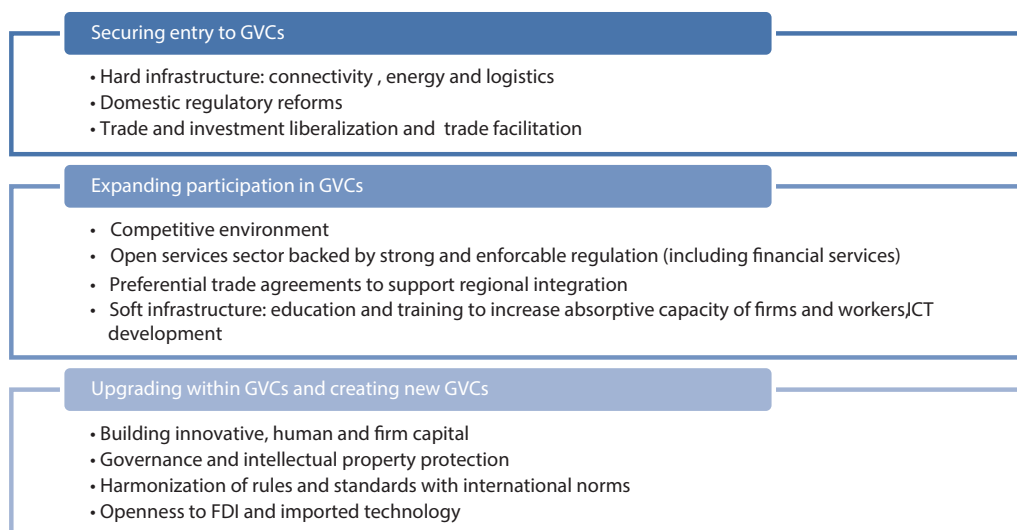 Securing entry to GVCs
• Hard infrastructure: connectivity , energy and logistics
• Domestic regulatory reforms
• Trade and investment liberalization and trade facilitation
Expanding participation in GVCs
• Competitive environment
• Open services sector backed by strong and enforcable regulation (including financial services)
• Preferential trade agreements to support regional integration
• Soft infrastructure: education and training to increase absorptive capacity of firms and workers,ICT
development
Upgrading within GVCs and creating new GVCs
• Building innovative, human and firm capital
• Governance and intellectual property protection
• Harmonization of rules and standards with international norms
• Openness to FDI and imported technology